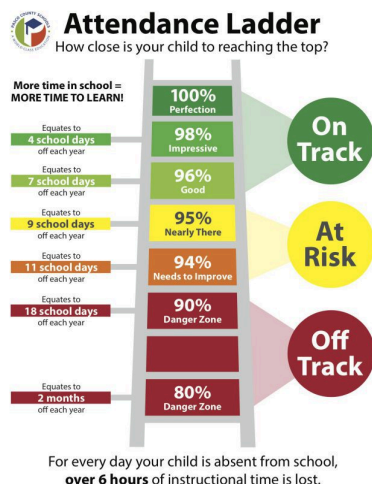 Attendance Ladder
How close is your child to reaching the top?
More time in school =
MORE TIME TO LEARN!
100%
Perfection
Equates to
4 school days
off each year
98%
Impressive
On
Track
Equates to
7 school days
off each year
96%
Good
Equates to
9 school days
off each year
95%
Nearly There
At
Risk
Equates to
11 school days
off each year
94%
Needs to Improve
Equates to
18 school days
off each year
90%
Danger Zone
Off
Track
Equates to
2 months
off each year
80%
Danger Zone
For every day your child is absent from school,
over 6 hours of instructional time is lost.